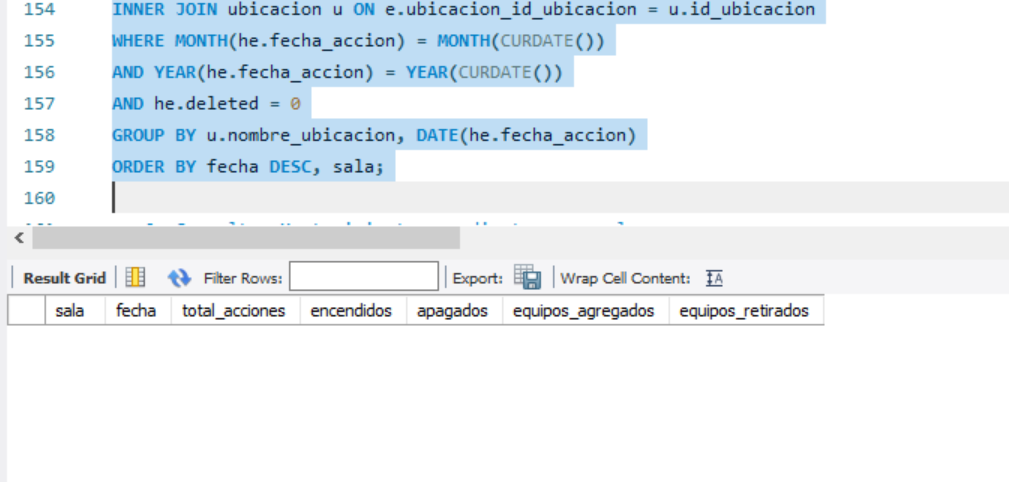 154 INNER JOIN ubicacion u ON e.ubicacion_id_ubicacion = u.id_ubicacion
155 WHERE MONTH(he.fecha_accion) = MONTH(CURDATE())
156 AND YEAR(he.fecha_accion) = YEAR(CURDATE())
157 AND he.deleted = 0
158 GROUP BY u.nombre_ubicacion, DATE(he.fecha_accion)
159 ORDER BY fecha DESC, sala;
160
Result Grid Filter Rows: Export: Wrap Cell Content:
sala fecha total_acciones encendidos apagados equipos_agregados equipos_retirados